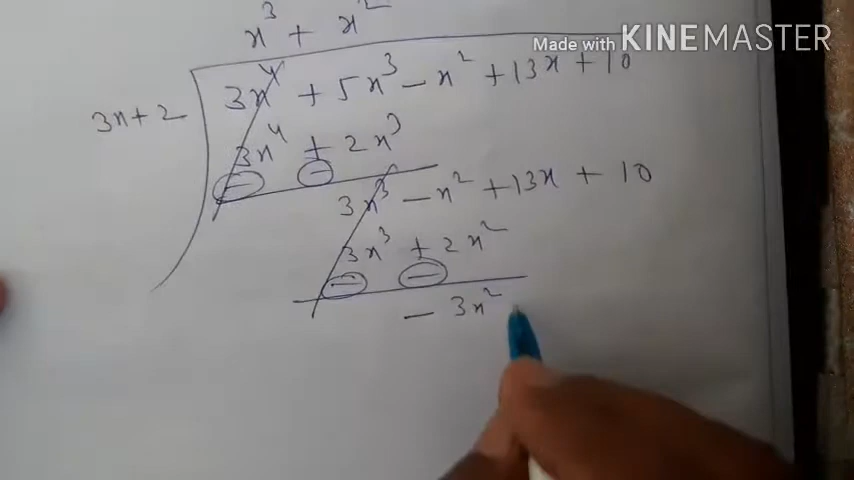 x³ + x²
Made with KINEMASTER
3x+2
3x⁴ + 5x³ - x² + 13x + 10
3x⁴ + 2x³
- -
3x³ - x² + 13x + 10
3x³ + 2x²
- -
- 3x²